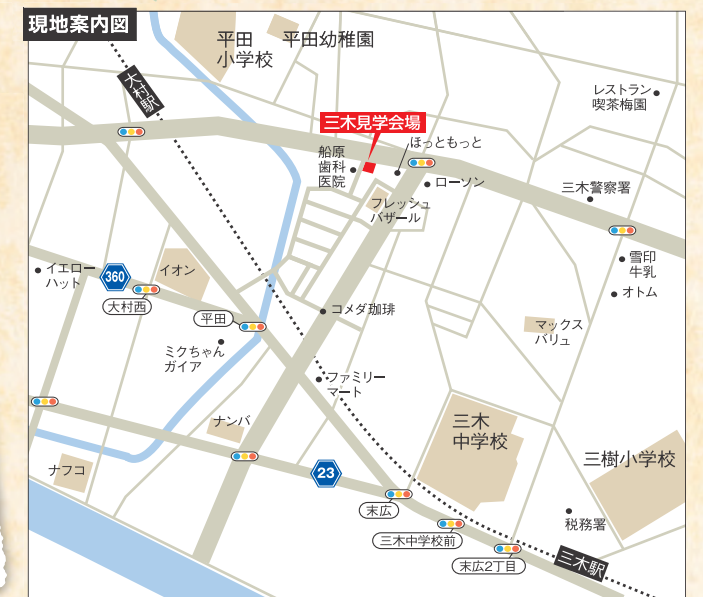 現地案内図
平田
小学校
平田幼稚園
大村駅
レストラン
喫茶梅園
三木見学会場
ほっともっと
船原
歯科
医院
ローソン
三木警察署
フレッシュ
バザール
雪印
牛乳
オトム
イエロー
ハット
360
イオン
大村西
平田
コメダ珈琲
マックス
バリュ
ミクちゃん
ガイア
ファミリー
マート
ナンバ
三木
中学校
三樹小学校
ナフコ
23
末広
税務署
三木中学校前
末広2丁目
三木駅